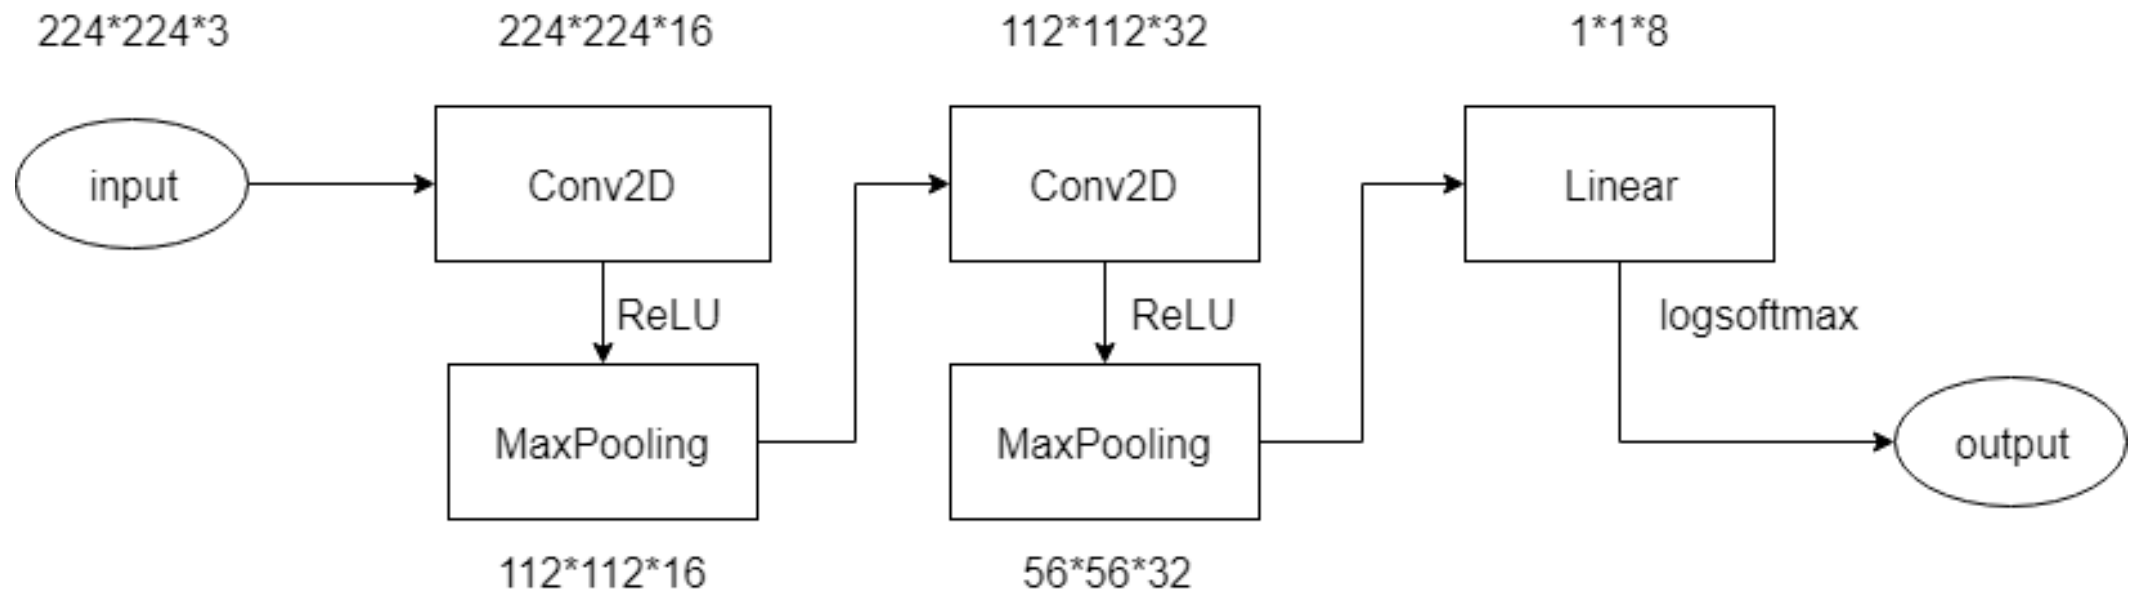 224*224*3
224*224*16
112*112*32
1*1*8
input
Conv2D
Conv2D
Linear
ReLU
ReLU
logsoftmax
MaxPooling
MaxPooling
output
112*112*16
56*56*32